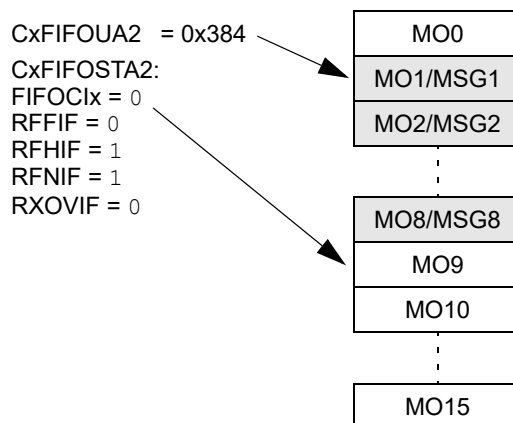 CxFIFOUA2 = 0x384
CxFIFOSTA2:
FIFOCIx = 0
RFFIF = 0
RFHIF = 1
RFNIF = 1
RXOVIF = 0
MO0
MO1/MSG1
MO2/MSG2
MO8/MSG8
MO9
MO10
MO15